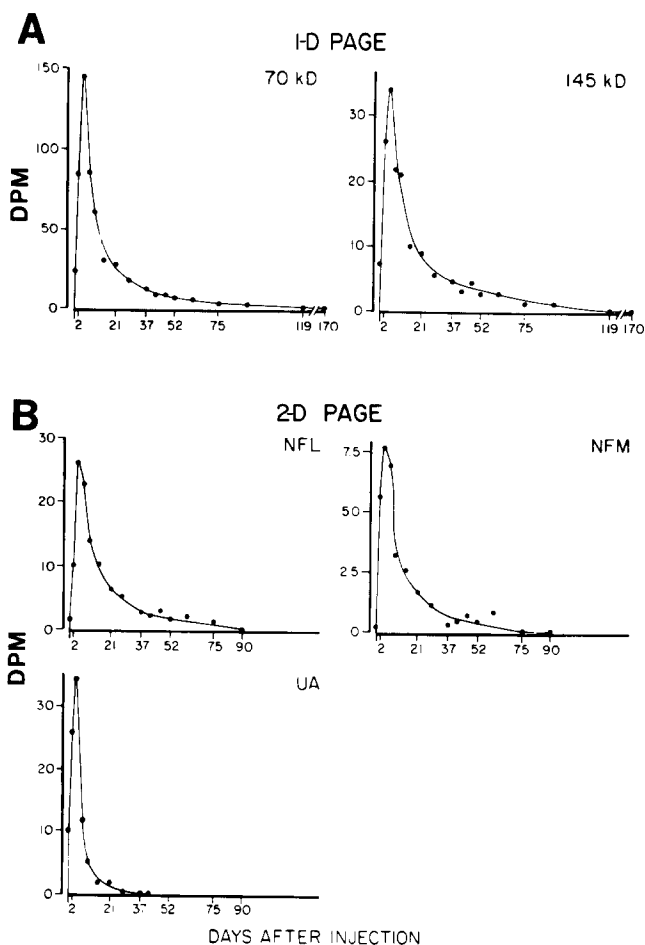 A
1-D PAGE
70 kD
145 kD
DPM
150
100
50
0
30
20
10
0
2 21 37 52 75 119 170
2 21 37 52 75 119 170
B
2-D PAGE
NFL
NFM
DPM
30
20
10
0
7.5
5.0
2.5
0
2 21 37 52 75 90
2 21 37 52 75 90
UA
30
20
10
0
2 21 37 52 75 90
DAYS AFTER INJECTION